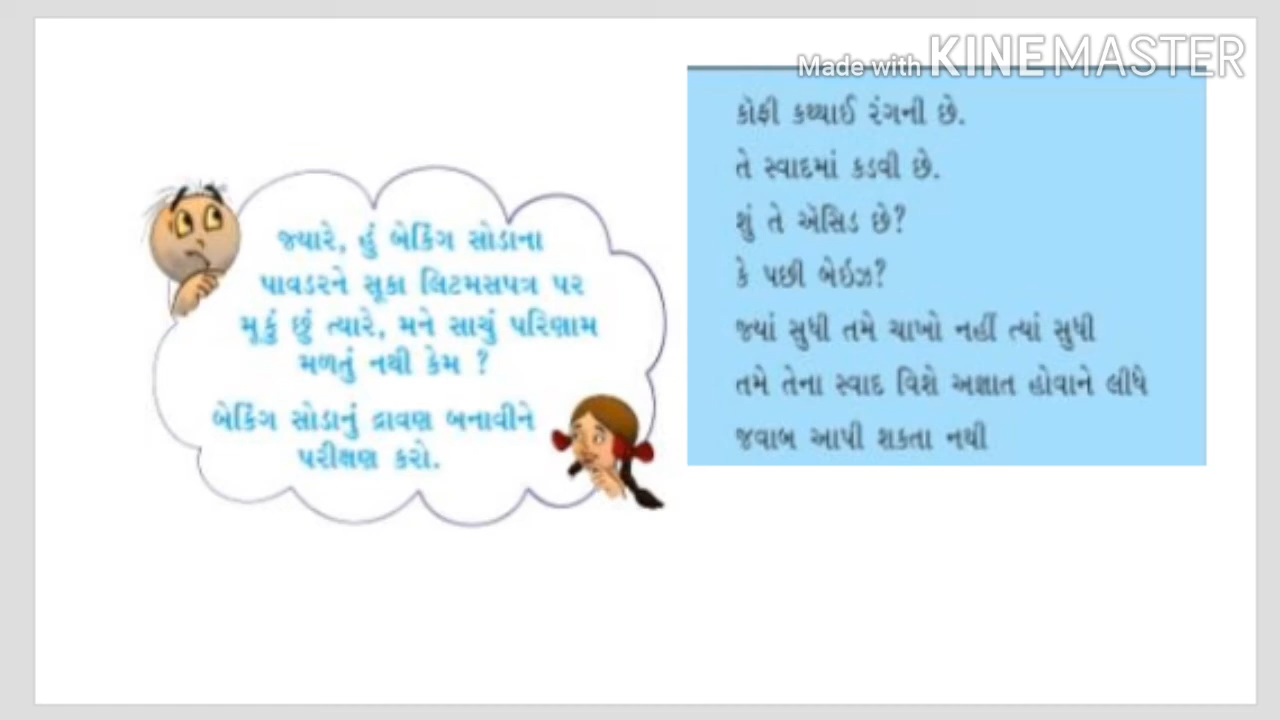 Made with KINEMASTER
જ્યારે, હું બેકિંગ સોડાના
પાવડરને સૂકા લિટમસપત્ર પર
મૂકું છું ત્યારે, મને સાચું પરિણામ
મળતું નથી કેમ ?
બેકિંગ સોડાનું દ્રાવણ બનાવીને
પરીક્ષણ કરો.
કોફી કથ્થાઈ રંગની છે.
તે સ્વાદમાં કડવી છે.
શું તે ઍસિડ છે?
કે પછી બેઇઝ?
જ્યાં સુધી તમે ચાખો નહીં ત્યાં સુધી
તમે તેના સ્વાદ વિશે અજ્ઞાત હોવાને લીધે
જવાબ આપી શકતા નથી